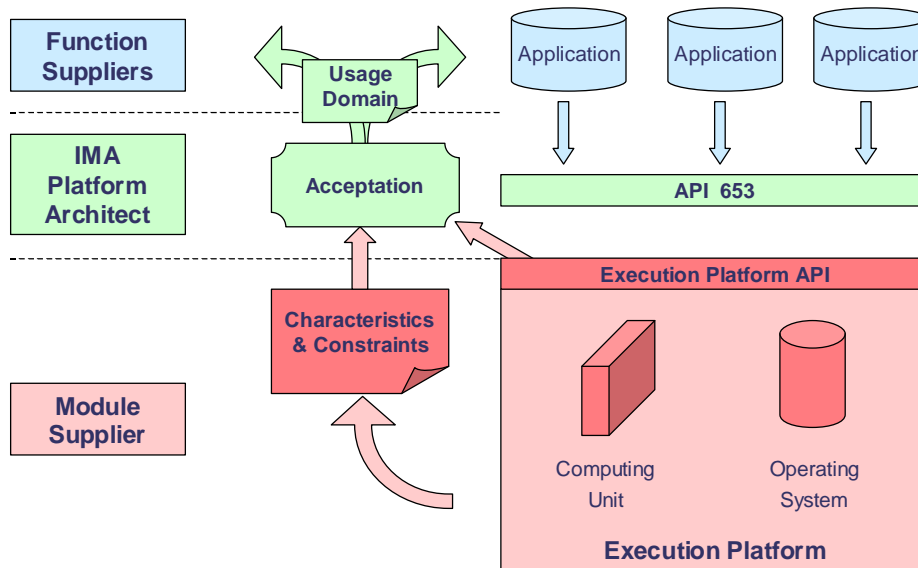 Function
Suppliers
Usage
Domain
Application
Application
Application
IMA
Platform
Architect
Acceptation
API 653
Execution Platform API
Characteristics
& Constraints
Module
Supplier
Computing
Unit
Operating
System
Execution Platform